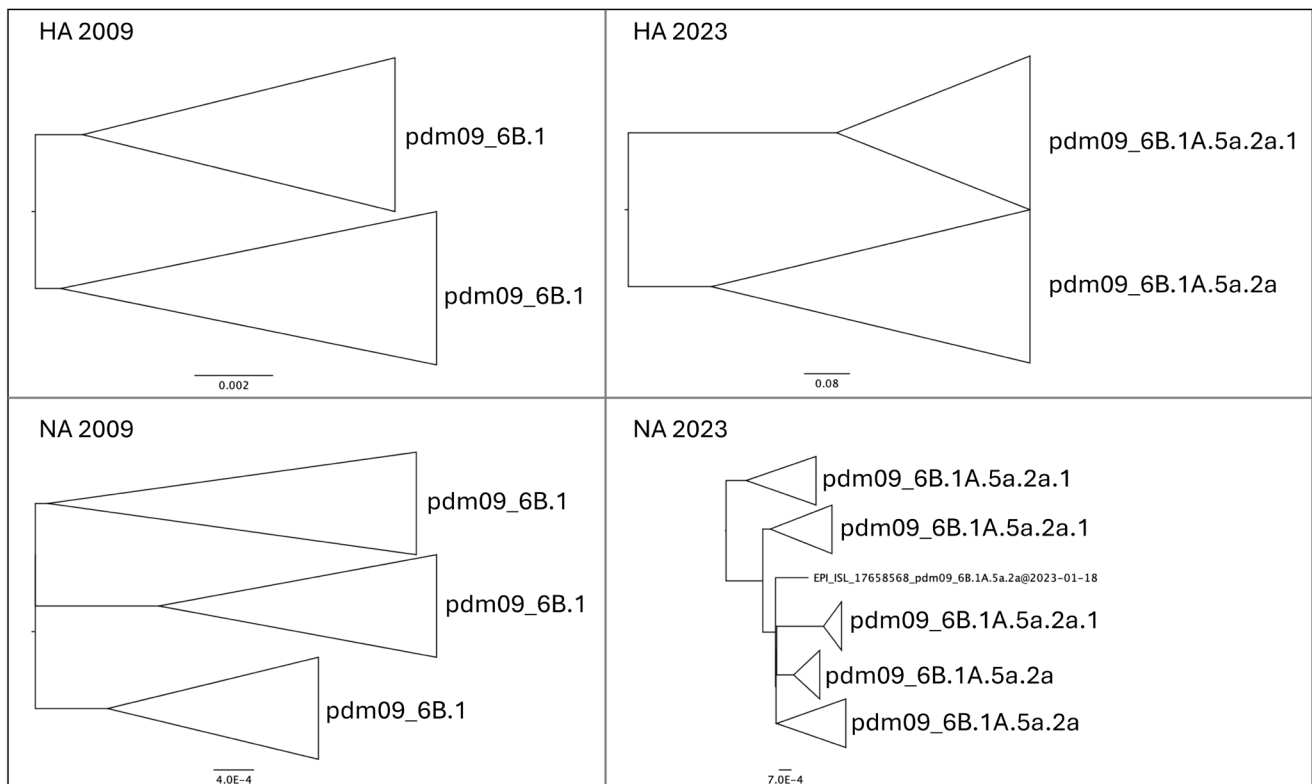 HA 2009
pdm09_6B.1
pdm09_6B.1
0.002
HA 2023
pdm09_6B.1A.5a.2a.1
pdm09_6B.1A.5a.2a
0.08
NA 2009
pdm09_6B.1
pdm09_6B.1
pdm09_6B.1
4.0E-4
NA 2023
pdm09_6B.1A.5a.2a.1
pdm09_6B.1A.5a.2a.1
EPI_ISL_17658568_pdm09_6B.1A.5a.2a@2023-01-18
pdm09_6B.1A.5a.2a.1
pdm09_6B.1A.5a.2a
pdm09_6B.1A.5a.2a
7.0E-4